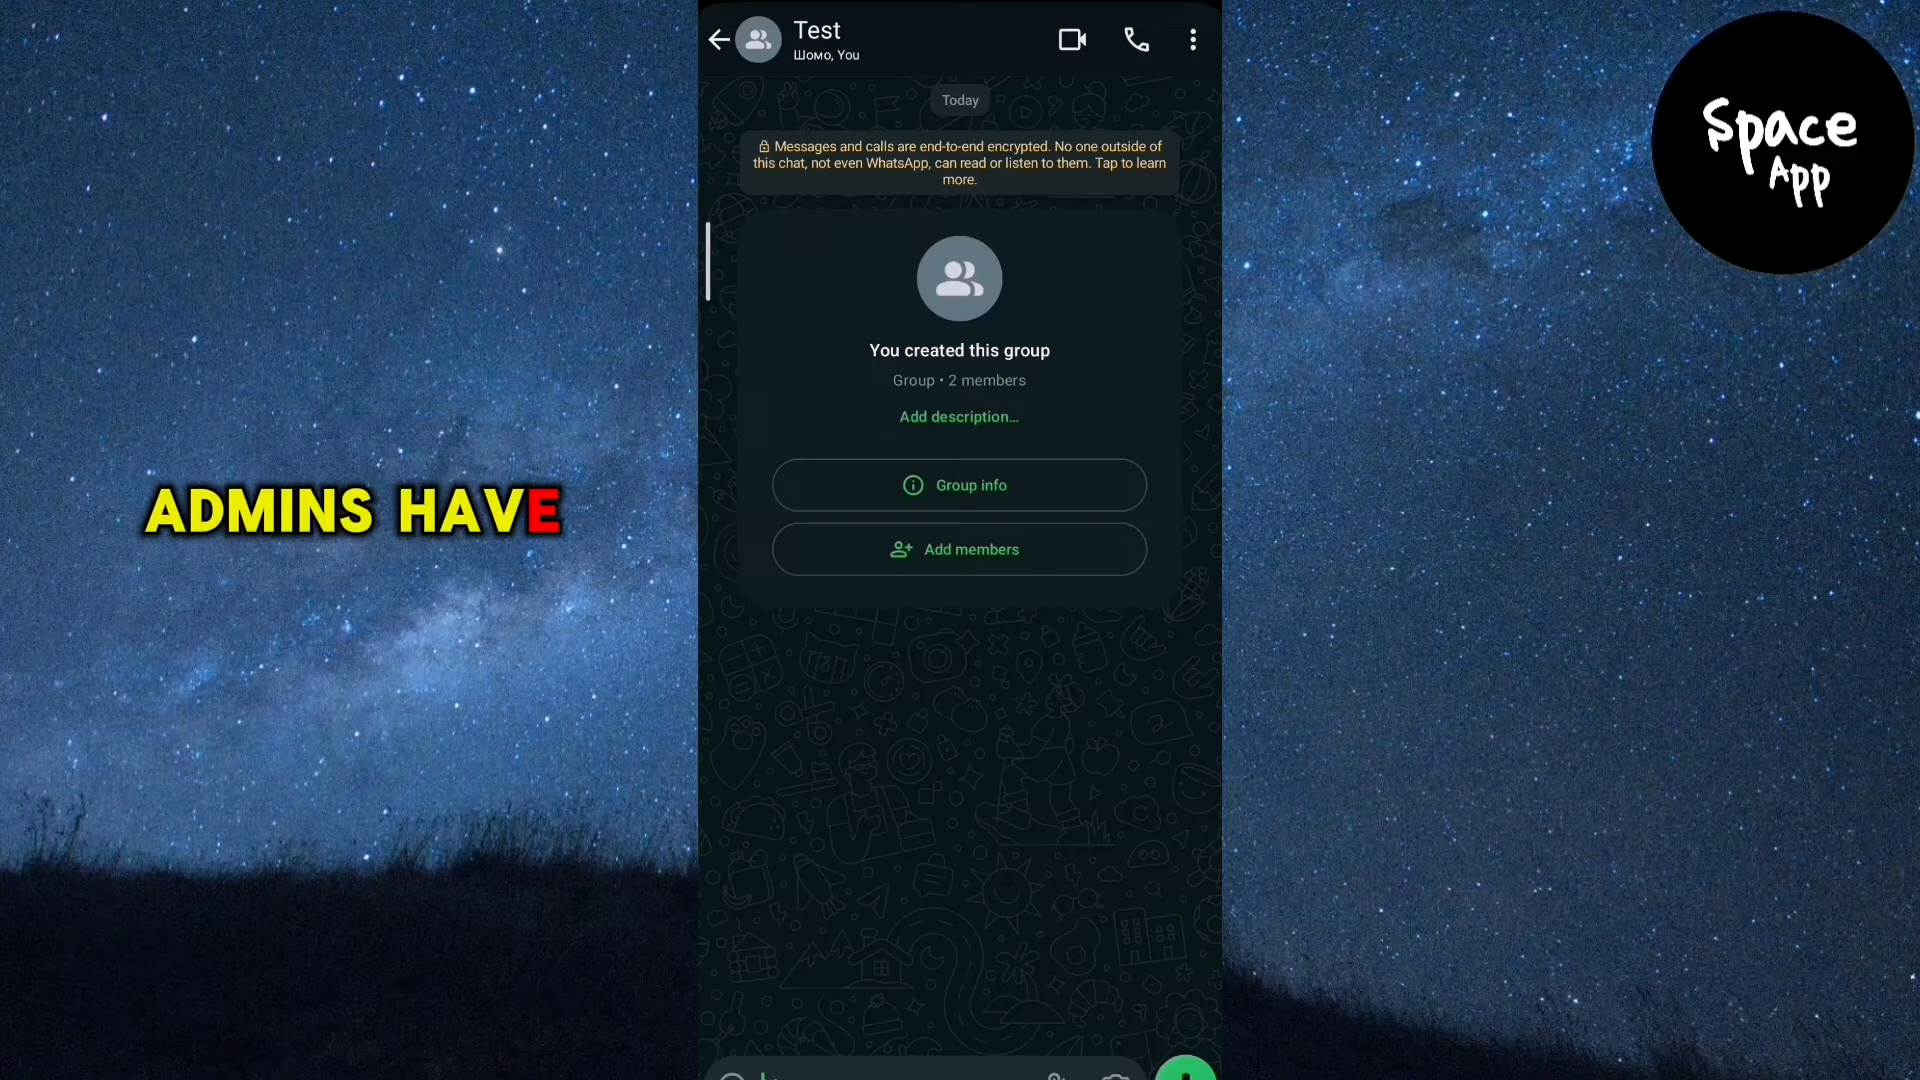 Test
Шомо, You
Today
Messages and calls are end-to-end encrypted. No one outside of
this chat, not even WhatsApp, can read or listen to them. Tap to learn
more.
You created this group
Group • 2 members
Add description...
Group info
Add members
ADMINS HAVE
Space
App